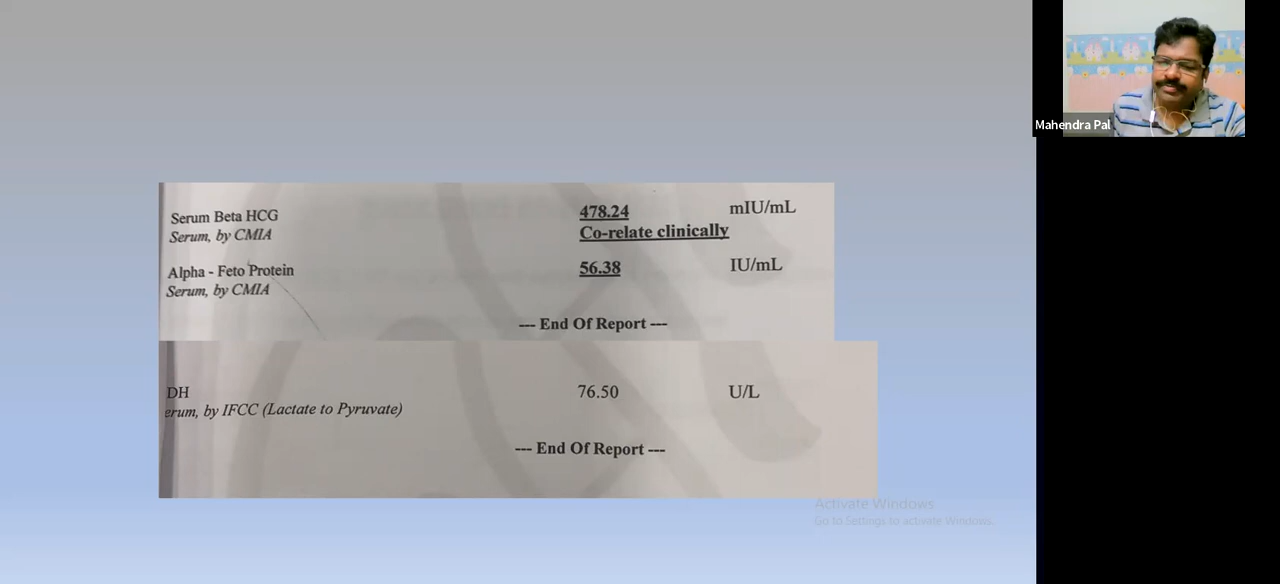 Mahendra Pal
Serum Beta HCG 478.24 mIU/mL
Serum, by CMIA Co-relate clinically
Alpha - Feto Protein 56.38 IU/mL
Serum, by CMIA
--- End Of Report ---
DH 76.50 U/L
erum, by IFCC (Lactate to Pyruvate)
--- End Of Report ---
Activate Windows
Go to Settings to activate Windows.